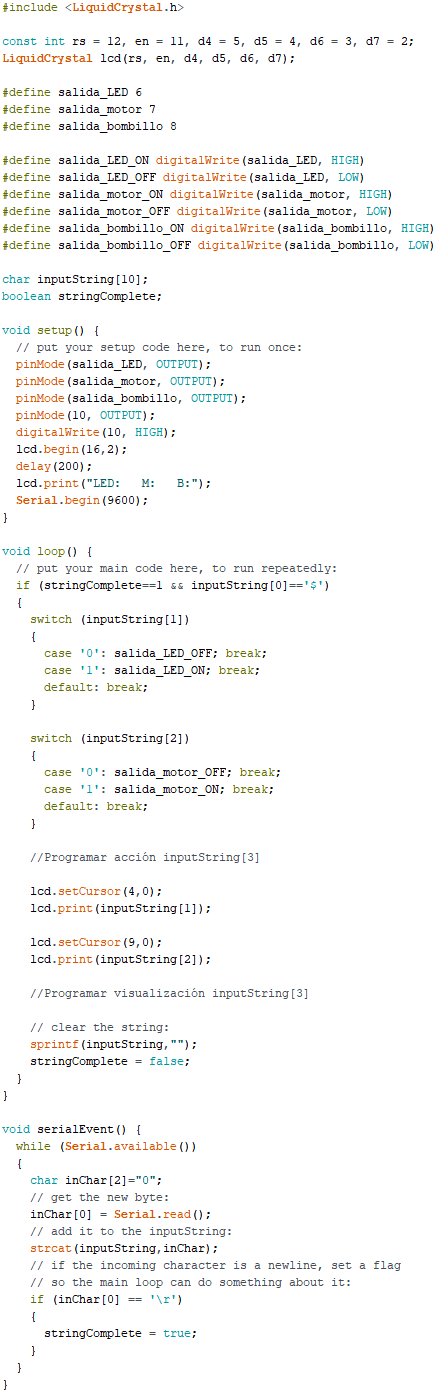 #include <LiquidCrystal.h>

const int rs = 12, en = 11, d4 = 5, d5 = 4, d6 = 3, d7 = 2;
LiquidCrystal lcd(rs, en, d4, d5, d6, d7);

#define salida_LED 6
#define salida_motor 7
#define salida_bombillo 8

#define salida_LED_ON digitalWrite(salida_LED, HIGH)
#define salida_LED_OFF digitalWrite(salida_LED, LOW)
#define salida_motor_ON digitalWrite(salida_motor, HIGH)
#define salida_motor_OFF digitalWrite(salida_motor, LOW)
#define salida_bombillo_ON digitalWrite(salida_bombillo, HIGH)
#define salida_bombillo_OFF digitalWrite(salida_bombillo, LOW)

char inputString[10];
boolean stringComplete;

void setup() {
  // put your setup code here, to run once:
  pinMode(salida_LED, OUTPUT);
  pinMode(salida_motor, OUTPUT);
  pinMode(salida_bombillo, OUTPUT);
  pinMode(10, OUTPUT);
  digitalWrite(10, HIGH);
  lcd.begin(16,2);
  delay(200);
  lcd.print("LED:   M:   B:");
  Serial.begin(9600);
}

void loop() {
  // put your main code here, to run repeatedly:
  if (stringComplete==1 && inputString[0]=='$')
  {
    switch (inputString[1])
    {
      case '0': salida_LED_OFF; break;
      case '1': salida_LED_ON; break;
      default: break;
    }

    switch (inputString[2])
    {
      case '0': salida_motor_OFF; break;
      case '1': salida_motor_ON; break;
      default: break;
    }

    //Programar acción inputString[3]

    lcd.setCursor(4,0);
    lcd.print(inputString[1]);

    lcd.setCursor(9,0);
    lcd.print(inputString[2]);

    //Programar visualización inputString[3]

    // clear the string:
    sprintf(inputString,"");
    stringComplete = false;
  }
}

void serialEvent() {
  while (Serial.available())
  {
    char inChar[2]="0";
    // get the new byte:
    inChar[0] = Serial.read();
    // add it to the inputString:
    strcat(inputString,inChar);
    // if the incoming character is a newline, set a flag
    // so the main loop can do something about it:
    if (inChar[0] == '\r')
    {
      stringComplete = true;
    }
  }
}